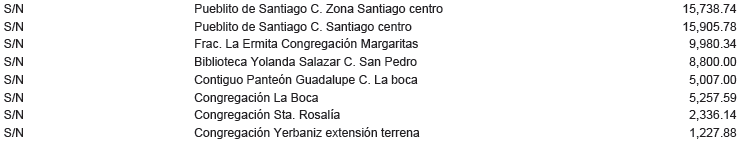 S/N Pueblito de Santiago C. Zona Santiago centro 15,738.74
S/N Pueblito de Santiago C. Santiago centro 15,905.78
S/N Frac. La Ermita Congregación Margaritas 9,980.34
S/N Biblioteca Yolanda Salazar C. San Pedro 8,800.00
S/N Contiguo Panteón Guadalupe C. La boca 5,007.00
S/N Congregación La Boca 5,257.59
S/N Congregación Sta. Rosalía 2,336.14
S/N Congregación Yerbaniz extensión terrena 1,227.88